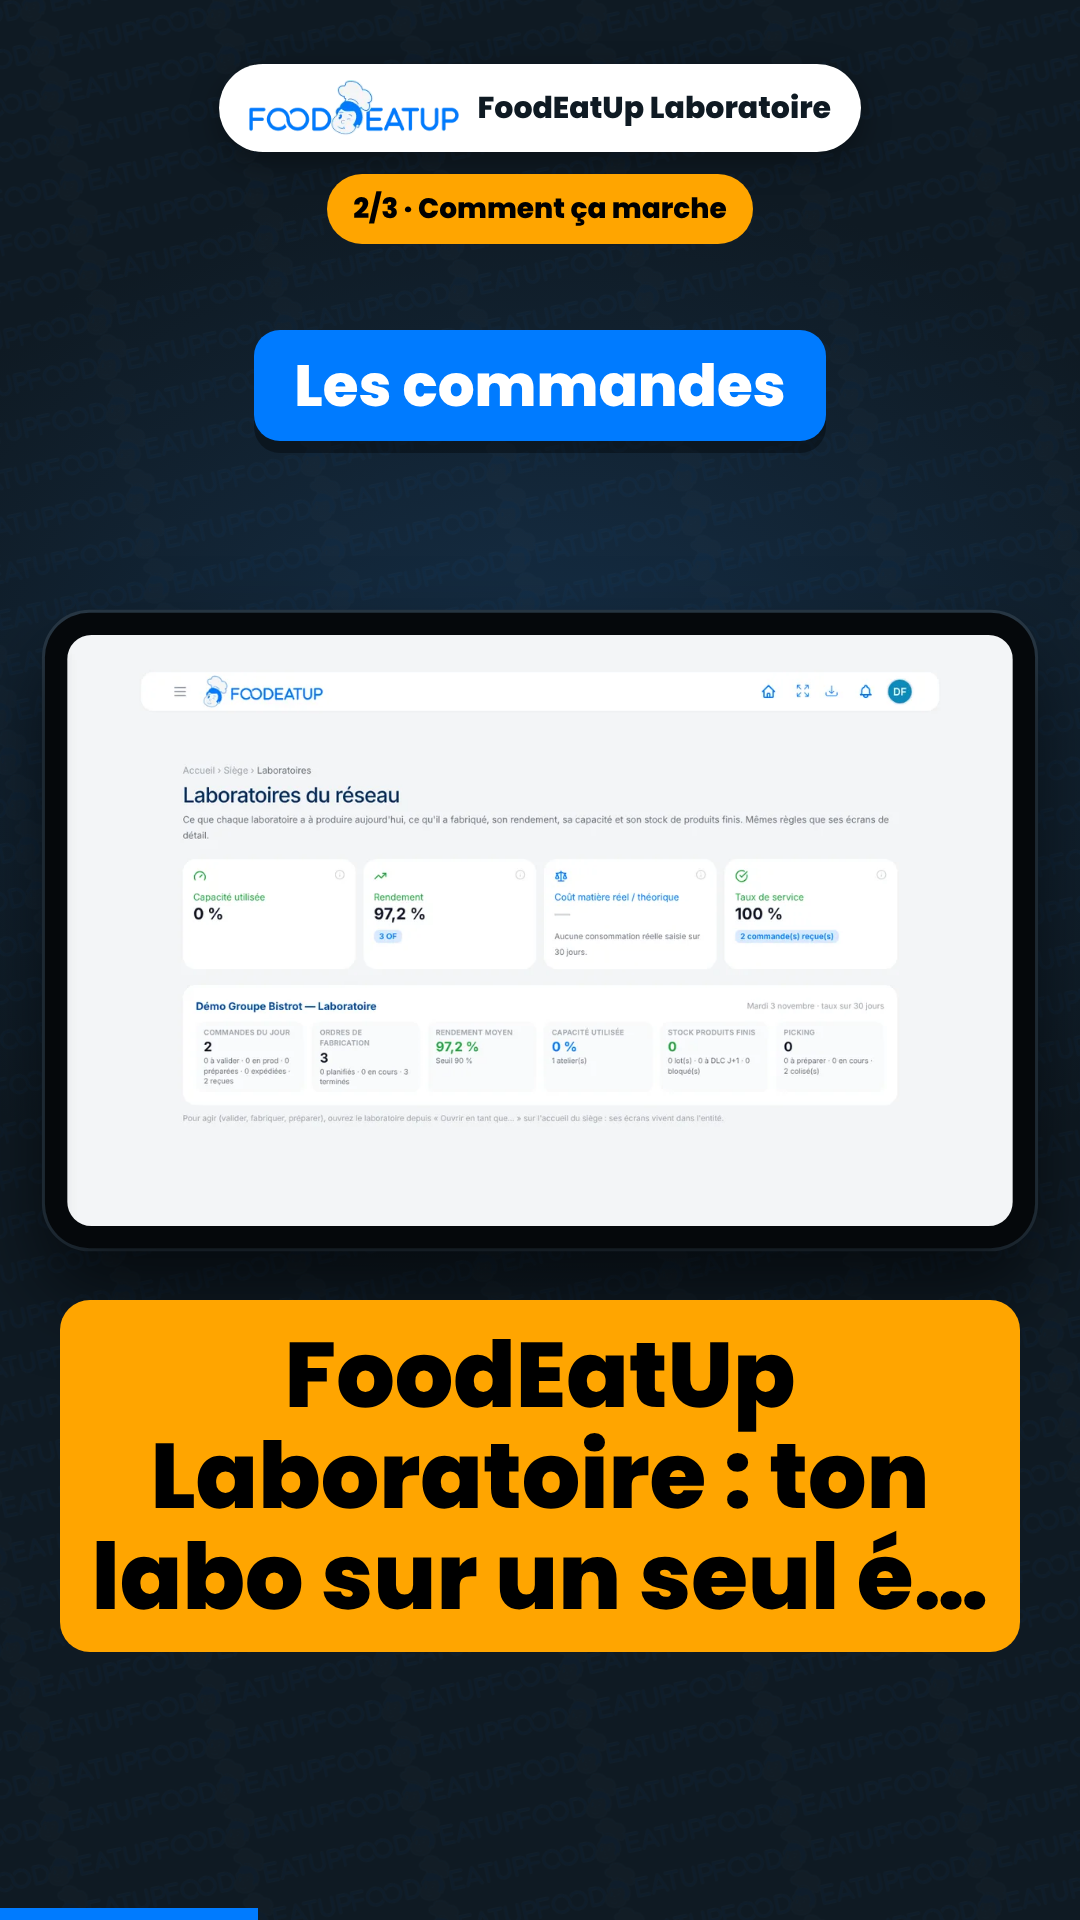 FOODEATUP FoodEatUp Laboratoire
2/3 · Comment ça marche
Les commandes
FOODEATUP
DF
Accueil › Siège › Laboratoires
Laboratoires du réseau
Ce que chaque laboratoire a à produire aujourd'hui, ce qu'il a fabriqué, son rendement, sa capacité et son stock de produits finis. Mêmes règles que ses écrans de
détail.
Capacité utilisée
0 %
Rendement
97,2 %
3 OF
Coût matière réel / théorique
—
Aucune consommation réelle saisie sur
30 jours.
Taux de service
100 %
2 commande(s) reçue(s)
Démo Groupe Bistrot — Laboratoire
Mardi 3 novembre · taux sur 30 jours
COMMANDES DU JOUR
2
0 à valider · 0 en prod · 0
préparées · 0 expédiées ·
2 reçues
ORDRES DE
FABRICATION
3
0 planifiés · 0 en cours · 3
terminés
RENDEMENT MOYEN
97,2 %
Seuil 90 %
CAPACITÉ UTILISÉE
0 %
1 atelier(s)
STOCK PRODUITS FINIS
0
0 lot(s) · 0 à DLC J+1 · 0
bloqué(s)
PICKING
0
0 à préparer · 0 en cours ·
2 colisé(s)
Pour agir (valider, fabriquer, préparer), ouvrez le laboratoire depuis « Ouvrir en tant que... » sur l'accueil du siège : ses écrans vivent dans l'entité.
FoodEatUp
Laboratoire : ton
labo sur un seul é...